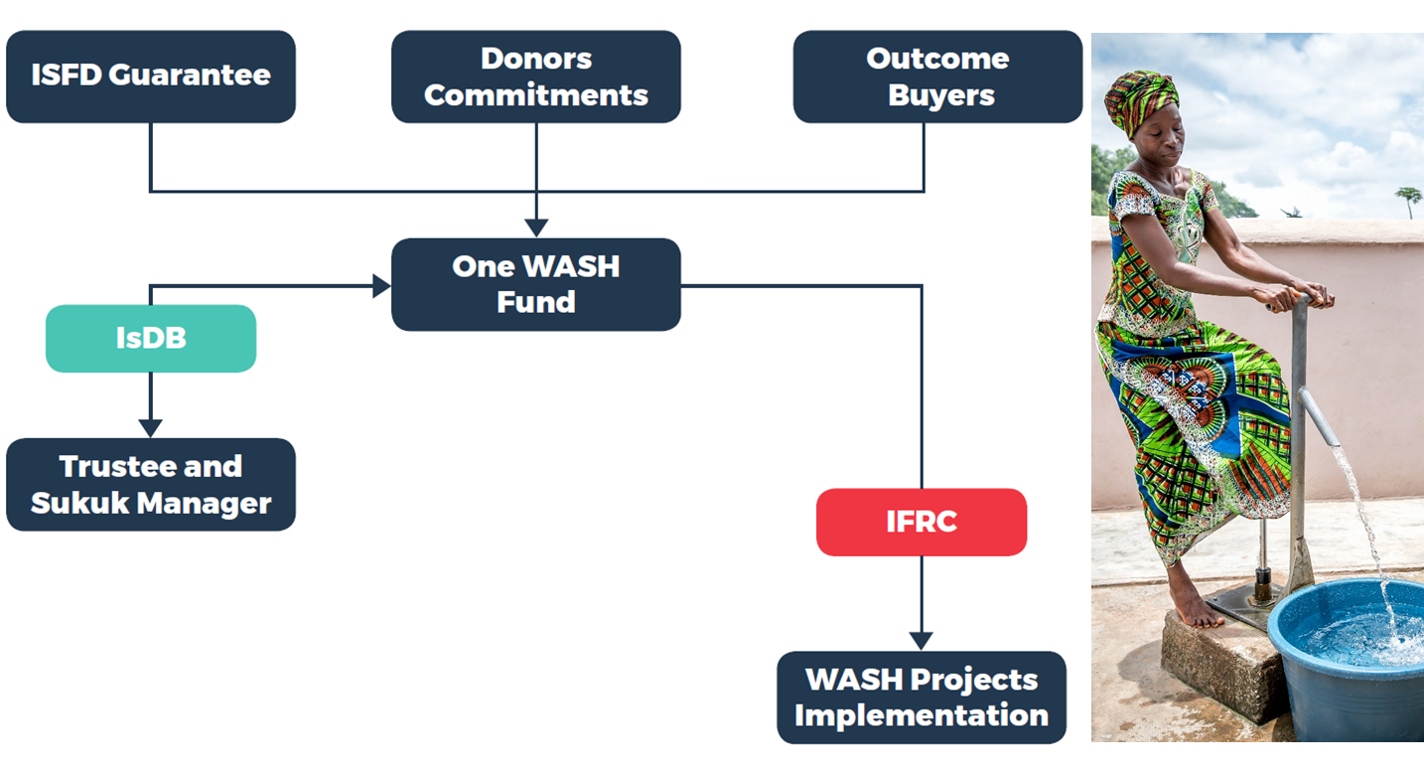 ISFD Guarantee
Donors
Commitments
Outcome
Buyers
One WASH
Fund
IsDB
Trustee and
Sukuk Manager
IFRC
WASH Projects
Implementation